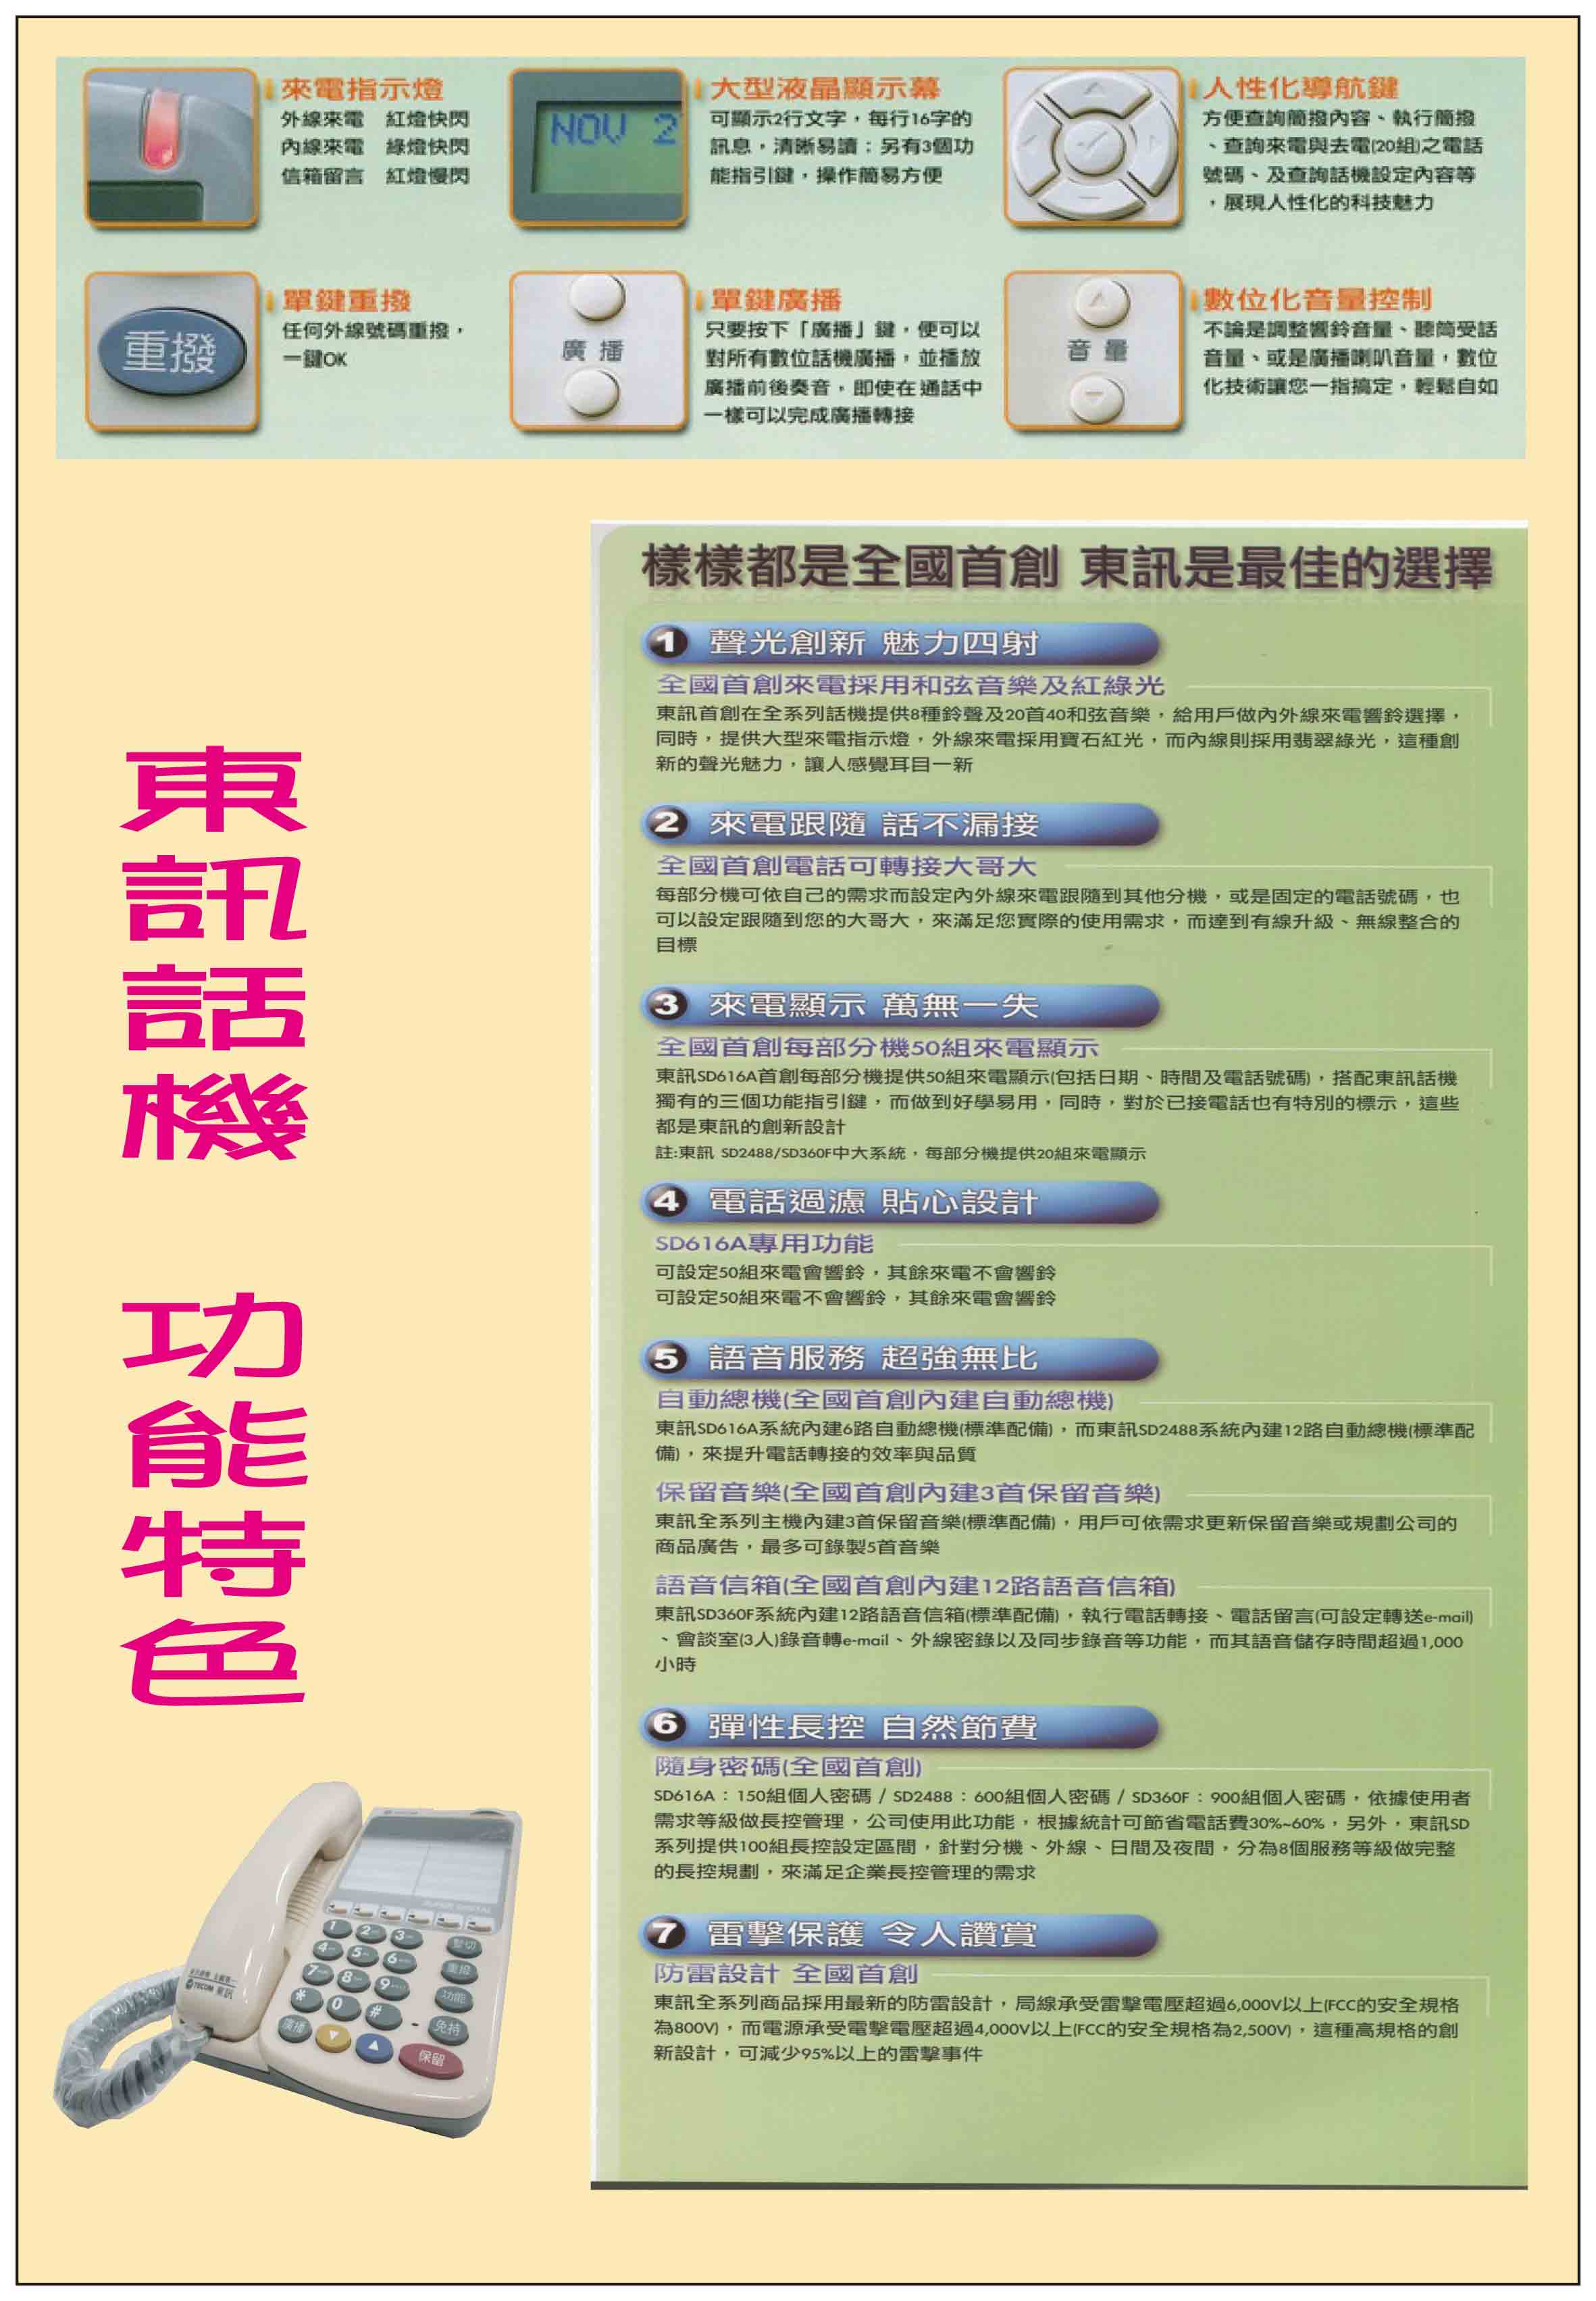 來電指示燈
外線來電 紅燈快閃
內線來電 綠燈快閃
信箱留言 紅燈慢閃
NOV 2
大型液晶顯示幕
可顯示2行文字，每行16字的
訊息，清晰易讀；另有3個功
能指引鍵，操作簡易方便
人性化導航鍵
方便查詢簡撥內容、執行簡撥
、查詢來電與去電(20組)之電話
號碼、及查詢話機設定內容等
，展現人性化的科技魅力
重撥
單鍵重撥
任何外線號碼重撥，
一鍵OK
廣播
單鍵廣播
只要按下「廣播」鍵，便可以
對所有數位話機廣播，並播放
廣播前後奏音，即使在通話中
一樣可以完成廣播轉接
音量
數位化音量控制
不論是調整響鈴音量、聽筒受話
音量、或是廣播喇叭音量，數位
化技術讓您一指搞定，輕鬆自如
東訊話機 功能特色
樣樣都是全國首創 東訊是最佳的選擇
1 聲光創新 魅力四射
全國首創來電採用和弦音樂及紅綠光
東訊首創在全系列話機提供8種鈴聲及20首40和弦音樂，給用戶做內外線來電響鈴選擇，
同時，提供大型來電指示燈，外線來電採用寶石紅光，而內線則採用翡翠綠光，這種創
新的聲光魅力，讓人感覺耳目一新
2 來電跟隨 話不漏接
全國首創電話可轉接大哥大
每部分機可依自己的需求而設定內外線來電跟隨到其他分機，或是固定的電話號碼，也
可以設定跟隨到您的大哥大，來滿足您實際的使用需求，而達到有線升級、無線整合的
目標
3 來電顯示 萬無一失
全國首創每部分機50組來電顯示
東訊SD616A首創每部分機提供50組來電顯示(包括日期、時間及電話號碼)，搭配東訊話機
獨有的三個功能指引鍵，而做到好學易用，同時，對於已接電話也有特別的標示，這些
都是東訊的創新設計
註:東訊 SD2488/SD360F中大系統，每部分機提供20組來電顯示
4 電話過濾 貼心設計
SD616A專用功能
可設定50組來電會響鈴，其餘來電不會響鈴
可設定50組來電不會響鈴，其餘來電會響鈴
5 語音服務 超強無比
自動總機(全國首創內建自動總機)
東訊SD616A系統內建6路自動總機(標準配備)，而東訊SD2488系統內建12路自動總機(標準配
備)，來提升電話轉接的效率與品質
保留音樂(全國首創內建3首保留音樂)
東訊全系列主機內建3首保留音樂(標準配備)，用戶可依需求更新保留音樂或規劃公司的
商品廣告，最多可錄製5首音樂
語音信箱(全國首創內建12路語音信箱)
東訊SD360F系統內建12路語音信箱(標準配備)，執行電話轉接、電話留言(可設定轉送e-mail)
、會談室(3人)錄音轉e-mail、外線密錄以及同步錄音等功能，而其語音儲存時間超過1,000
小時
6 彈性長控 自然節費
隨身密碼(全國首創)
SD616A：150組個人密碼 / SD2488：600組個人密碼 / SD360F：900組個人密碼，依據使用者
需求等級做長控管理，公司使用此功能，根據統計可節省電話費30%~60%，另外，東訊SD
系列提供100組長控設定區間，針對分機、外線、日間及夜間，分為8個服務等級做完整
的長控規劃，來滿足企業長控管理的需求
7 雷擊保護 令人讚賞
防雷設計 全國首創
東訊全系列商品採用最新的防雷設計，局線承受雷擊電壓超過6,000V以上(FCC的安全規格
為800V)，而電源承受電擊電壓超過4,000V以上(FCC的安全規格為2,500V)，這種高規格的創
新設計，可減少95%以上的雷擊事件
TECOM 東訊
1 2 3 暫切
4 5 6 重撥
7 8 9 功能
* 0 # 免持
廣播 保留